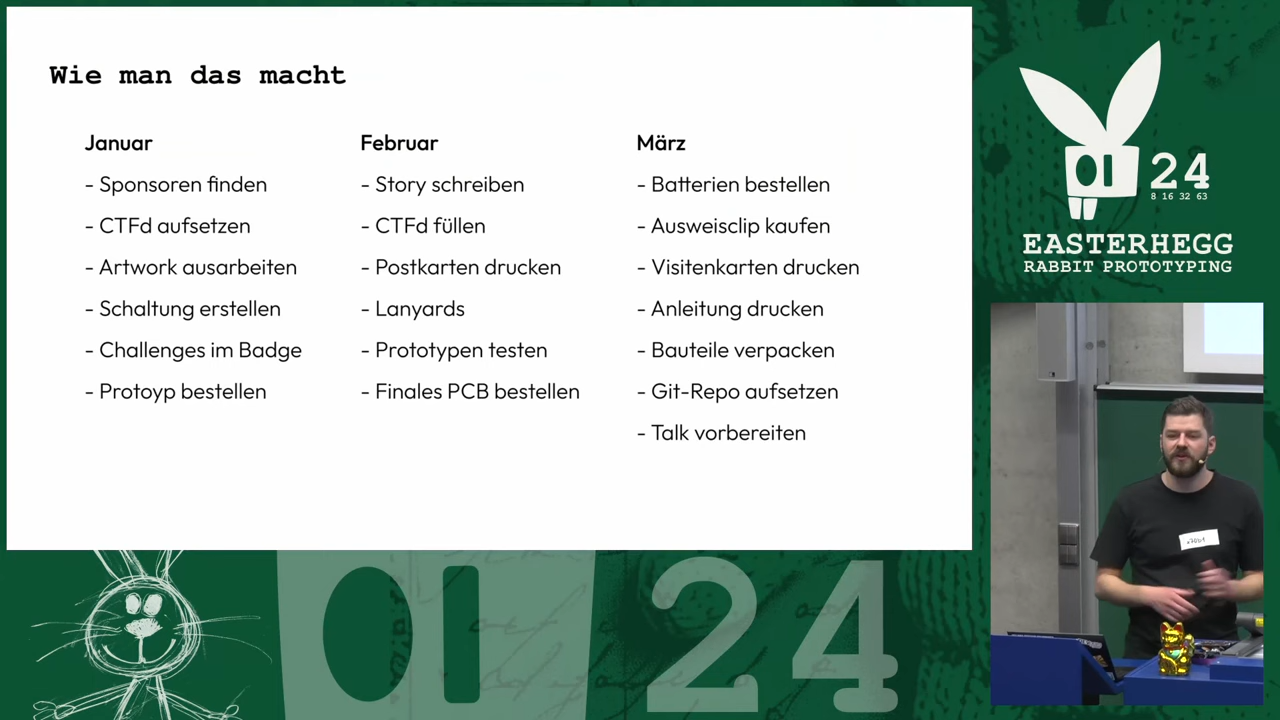 Wie man das macht
Januar
- Sponsoren finden
- CTFd aufsetzen
- Artwork ausarbeiten
- Schaltung erstellen
- Challenges im Badge
- Protoyp bestellen
Februar
- Story schreiben
- CTFd füllen
- Postkarten drucken
- Lanyards
- Prototypen testen
- Finales PCB bestellen
März
- Batterien bestellen
- Ausweisclip kaufen
- Visitenkarten drucken
- Anleitung drucken
- Bauteile verpacken
- Git-Repo aufsetzen
- Talk vorbereiten
24
8 16 32 63
EASTERHEGG
RABBIT PROTOTYPING
24